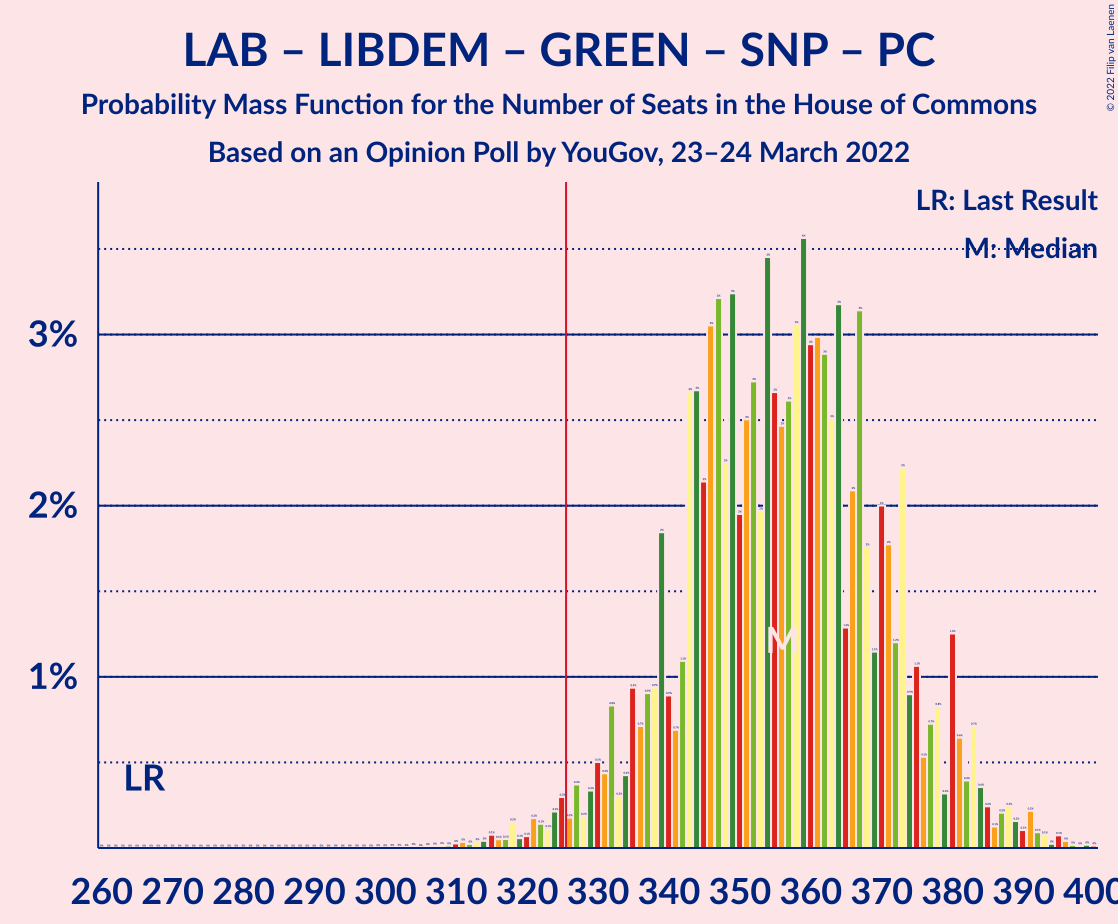 LAB – LIBDEM – GREEN – SNP – PC
Probability Mass Function for the Number of Seats in the House of Commons
Based on an Opinion Poll by YouGov, 23–24 March 2022
© 2022 Filip van Laenen
LR: Last Result
M: Median
3%
2%
1%
LR
M
260 270 280 290 300 310 320 330 340 350 360 370 380 390 400